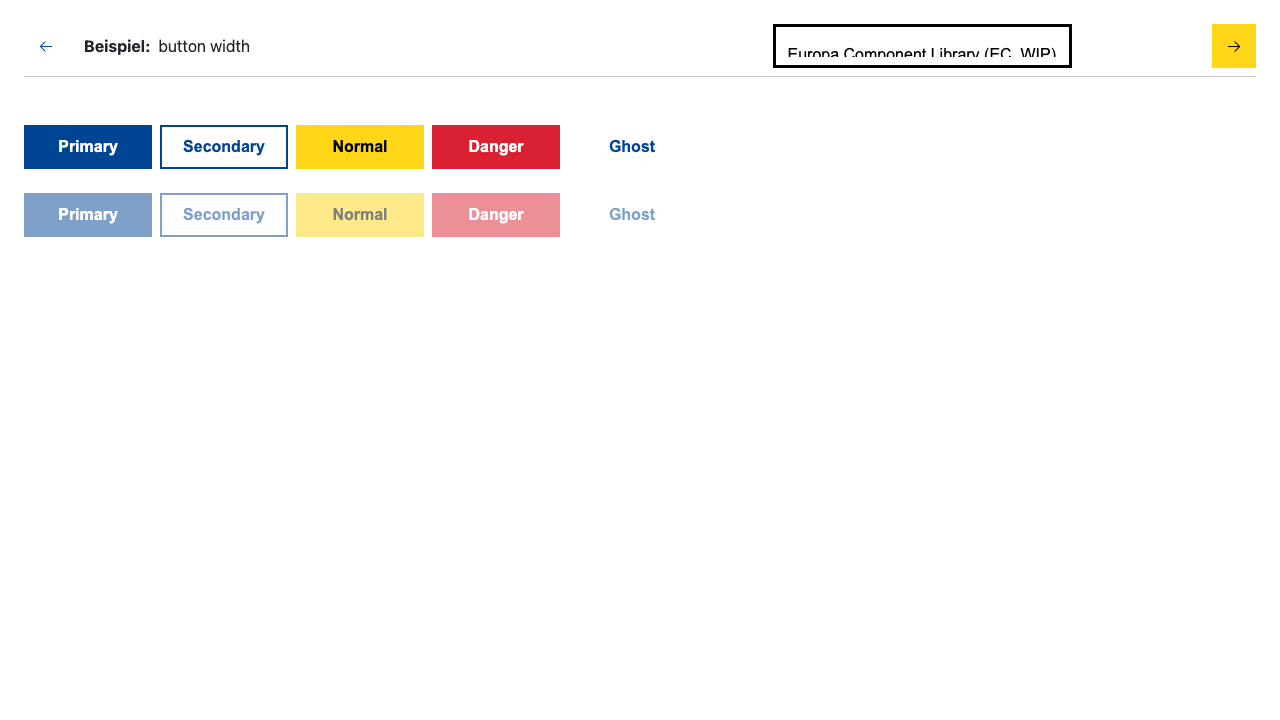 Beispiel: button width
Europa Component Library (EC, WIP)
Primary Secondary Normal Danger Ghost
Primary Secondary Normal Danger Ghost